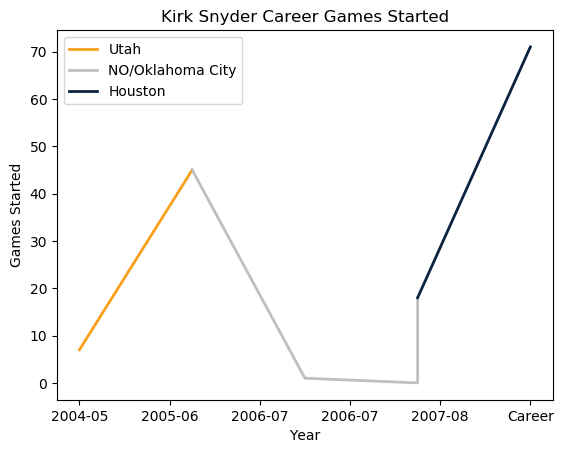 Kirk Snyder Career Games Started
Utah
NO/Oklahoma City
Houston
Games Started
70
60
50
40
30
20
10
0
2004-05 2005-06 2006-07 2006-07 2007-08 Career
Year